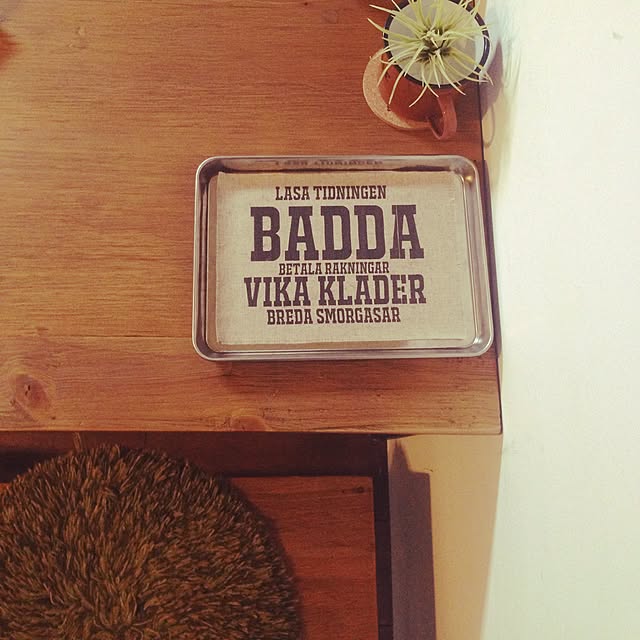 LASA TIDNINGEN
BADDA
BETALA RAKNINGAR
VIKA KLADER
BREDA SMORGASAR